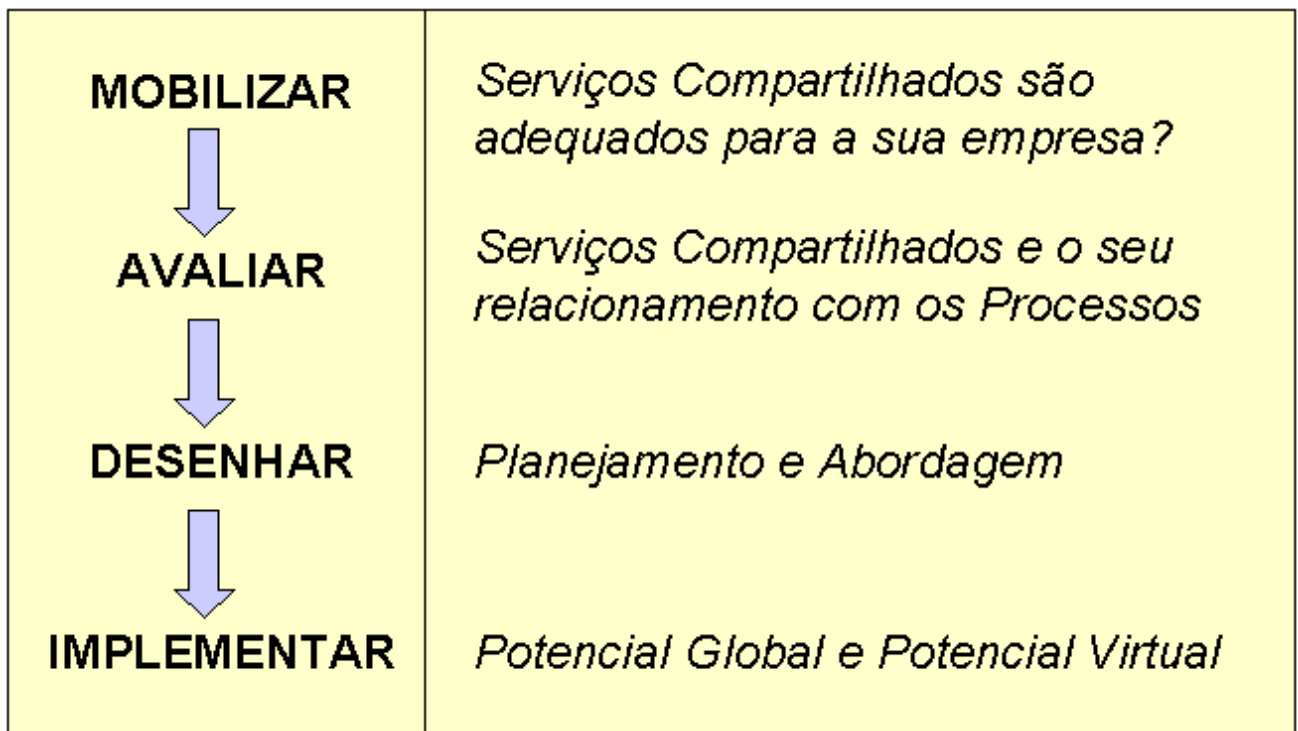 MOBILIZAR
Serviços Compartilhados são
adequados para a sua empresa?
AVALIAR
Serviços Compartilhados e o seu
relacionamento com os Processos
DESENHAR
Planejamento e Abordagem
IMPLEMENTAR
Potencial Global e Potencial Virtual